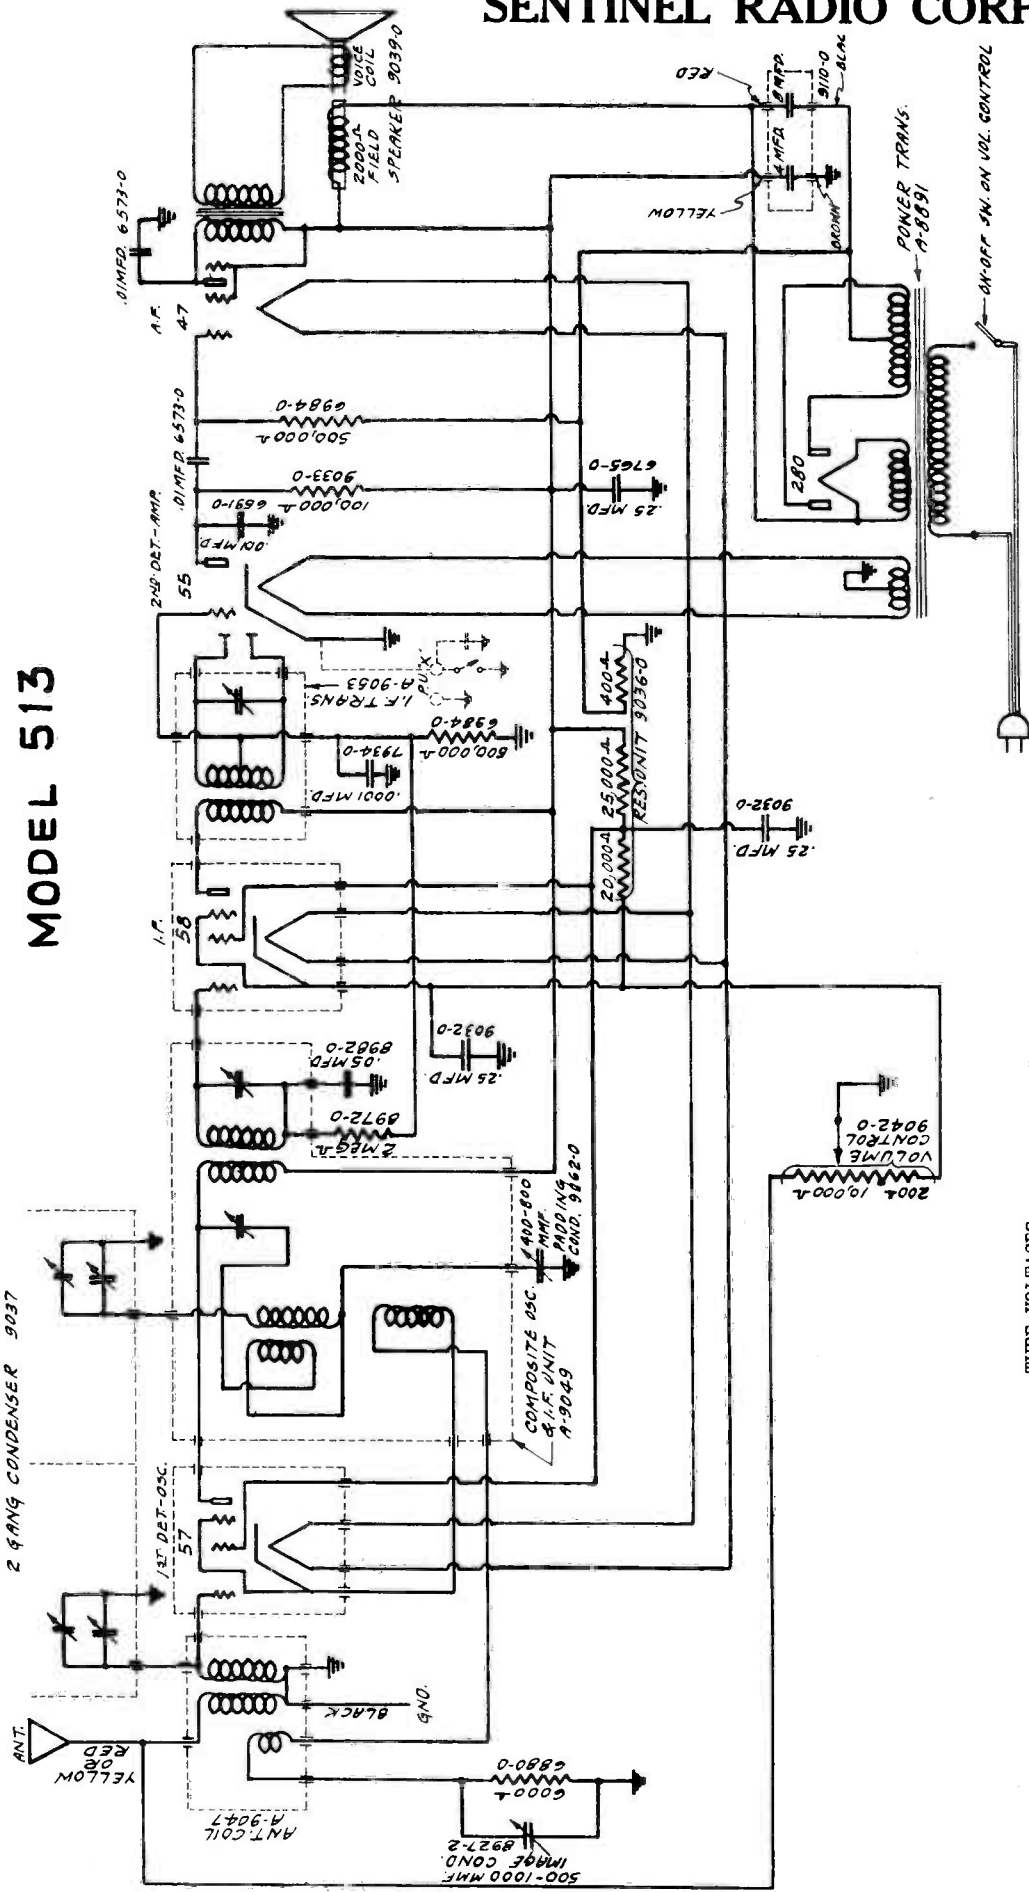 SENTINEL RADIO CORP
MODEL 513
2 GANG CONDENSER 9037
ANT.
YELLOW
OR
RED
ANT. COIL
A-9047
BLACK
GND.
500-1000 MMF.
IMAGE COND.
8927-2
6000Ω
6880-0
1ST DET.-OSC.
57
COMPOSITE OSC.
& I.F. UNIT
A-9049
400-800
MMF.
PADDING
COND. 9862-0
2 MEG Ω
8972-0
.05 MFD
8982-0
.25 MFD.
9032-0
I.F.
58
I.F. TRANS.
A-9053
.0001 MFD.
7934-0
500,000Ω
6984-0
P.U. "X"
2ND. DET.-AMP.
55
.001 MFD.
6591-0
.01 MFD. 6573-0
100,000Ω
9033-0
500,000Ω
6984-0
A.F.
47
.01 MFD. 6573-0
VOICE
COIL
2000Ω
FIELD
SPEAKER 9039-0
.25 MFD.
6765-0
RED
YELLOW
4 MFD.
8 MFD.
9110-0
BROWN
BLAC
400Ω
25,000Ω
20,000Ω
RES. UNIT 9036-0
.25 MFD.
9032-0
200Ω 10,000Ω
VOLUME
CONTROL
9042-0
280
POWER TRANS.
A-8891
ON-OFF SW. ON VOL. CONTROL